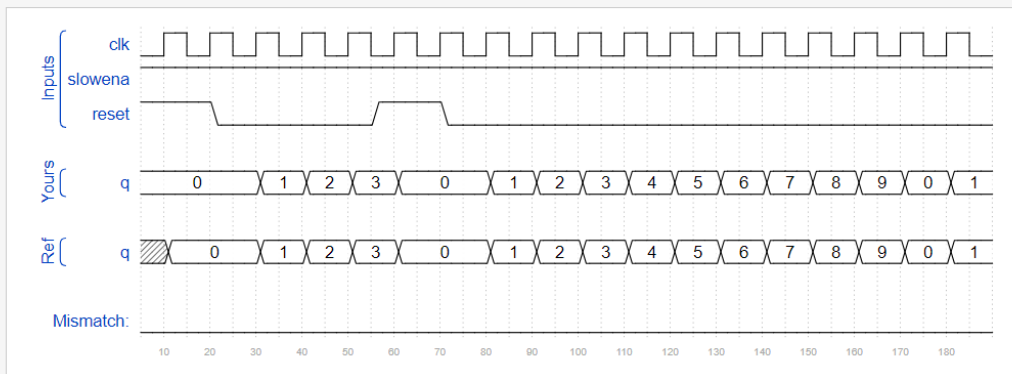 Inputs
clk
slowena
reset
Yours
q 0 1 2 3 0 1 2 3 4 5 6 7 8 9 0 1
Ref
q 0 1 2 3 0 1 2 3 4 5 6 7 8 9 0 1
Mismatch:
10 20 30 40 50 60 70 80 90 100 110 120 130 140 150 160 170 180